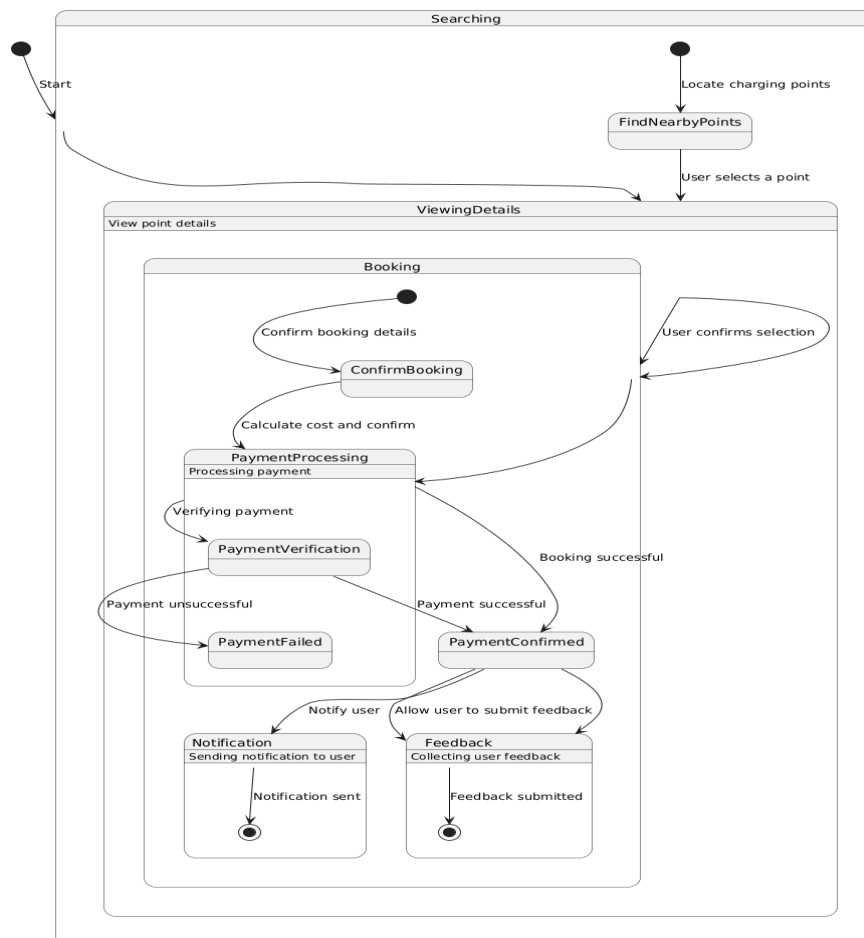 Searching
Start
Locate charging points
FindNearbyPoints
User selects a point
ViewingDetails
View point details
Booking
Confirm booking details
User confirms selection
ConfirmBooking
Calculate cost and confirm
PaymentProcessing
Processing payment
Verifying payment
PaymentVerification
Booking successful
Payment unsuccessful
Payment successful
PaymentFailed
PaymentConfirmed
Notify user
Allow user to submit feedback
Notification
Sending notification to user
Feedback
Collecting user feedback
Notification sent
Feedback submitted